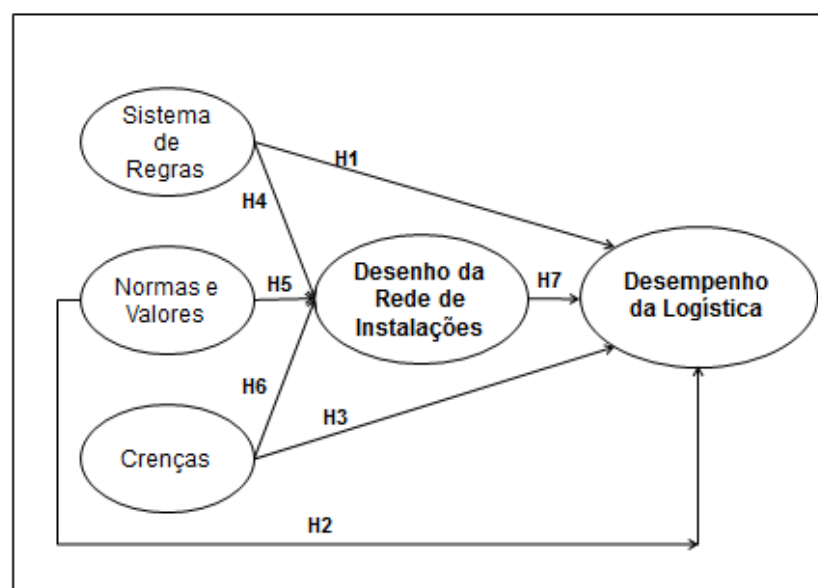 Sistema
de
Regras
H1
H4
Normas e
Valores
H5
Desenho da
Rede de
Instalações
H7
Desempenho
da Logística
H6
Crenças
H3
H2